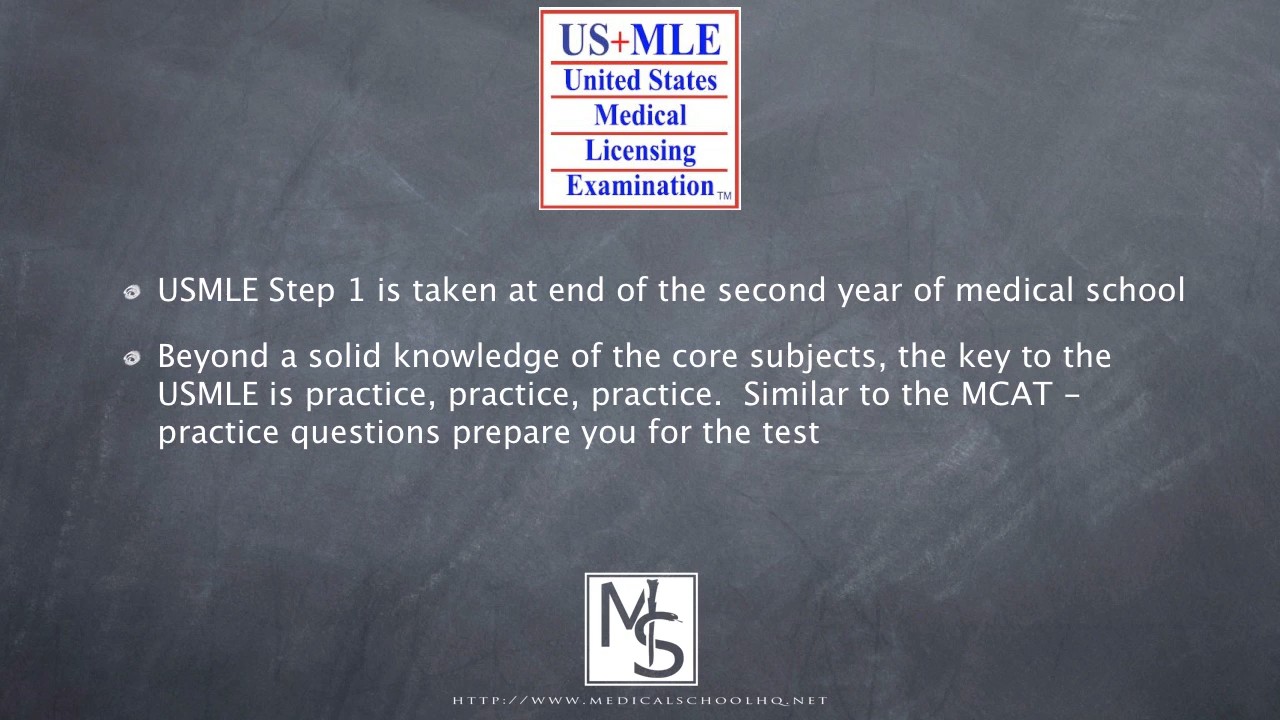 US+MLE
United States
Medical
Licensing
Examination TM
USMLE Step 1 is taken at end of the second year of medical school
Beyond a solid knowledge of the core subjects, the key to the
USMLE is practice, practice, practice.  Similar to the MCAT -
practice questions prepare you for the test
MS
HTTP://WWW.MEDICALSCHOOLHQ.NET